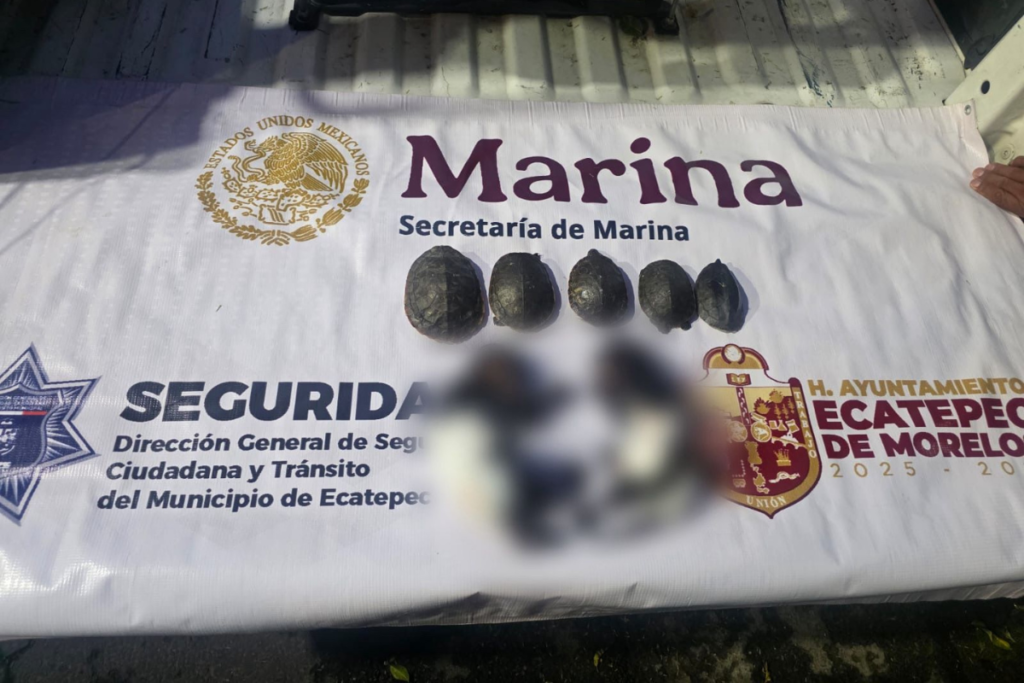 ESTADOS UNIDOS MEXICANOS
Marina
Secretaría de Marina
SEGURIDA
Dirección General de Segu
Ciudadana y Tránsito
del Municipio de Ecatepec
H. AYUNTAMIENTO
ECATEPEC
DE MORELO
2025 - 20
UNIÓN